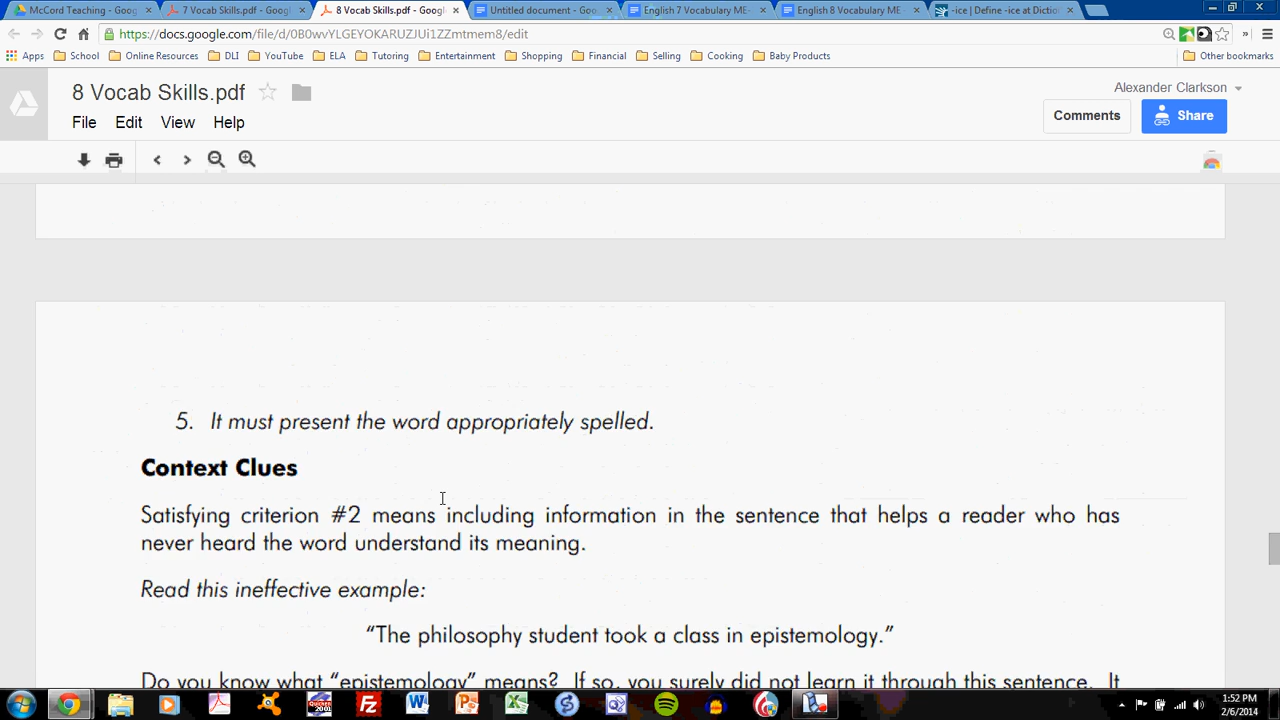 McCord Teaching - Goog
7 Vocab Skills.pdf - Googl
8 Vocab Skills.pdf - Googl
Untitled document - Goo
English 7 Vocabulary ME-
English 8 Vocabulary ME
-ice | Define -ice at Dictio
https://docs.google.com/file/d/0B0wvYLGEYOKARUZJUi1ZZmtmem8/edit
Apps School Online Resources DLI YouTube ELA Tutoring Entertainment Shopping Financial Selling Cooking Baby Products Other bookmarks
8 Vocab Skills.pdf
Alexander Clarkson
File Edit View Help
Comments
Share
5. It must present the word appropriately spelled.
Context Clues
Satisfying criterion #2 means including information in the sentence that helps a reader who has
never heard the word understand its meaning.
Read this ineffective example:
“The philosophy student took a class in epistemology.”
Do you know what “epistemology” means? If so, you surely did not learn it through this sentence. It
1:52 PM
2/6/2014